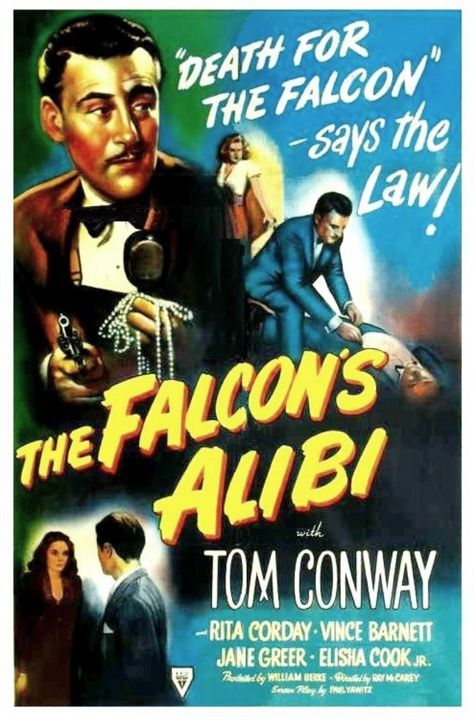 "DEATH FOR
THE FALCON"
-says the
Law!
THE FALCON'S
ALIBI
with
TOM CONWAY
and RITA CORDAY · VINCE BARNETT
JANE GREER · ELISHA COOK JR.
Produced by WILLIAM BERKE · Directed by RAY McCAREY
Screen Play by PAUL YAWITZ